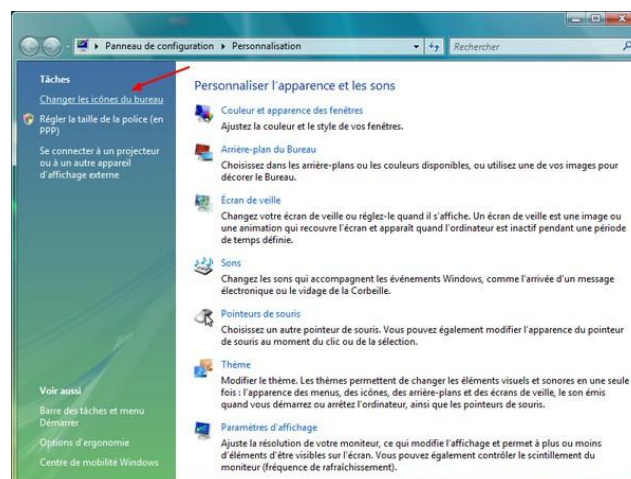 Panneau de configuration ▸ Personnalisation
Rechercher
Tâches
Changer les icônes du bureau
Régler la taille de la police (en
PPP)
Se connecter à un projecteur
ou à un autre appareil
d'affichage externe
Voir aussi
Barre des tâches et menu
Démarrer
Options d'ergonomie
Centre de mobilité Windows
Personnaliser l'apparence et les sons
Couleur et apparence des fenêtres
Ajustez la couleur et le style de vos fenêtres.
Arrière-plan du Bureau
Choisissez dans les arrière-plans ou les couleurs disponibles, ou utilisez une de vos images pour
décorer le Bureau.
Écran de veille
Changez votre écran de veille ou réglez-le quand il s'affiche. Un écran de veille est une image ou
une animation qui recouvre l'écran et apparaît quand l'ordinateur est inactif pendant une période
de temps définie.
Sons
Changez les sons qui accompagnent les événements Windows, comme l'arrivée d'un message
électronique ou le vidage de la Corbeille.
Pointeurs de souris
Choisissez un autre pointeur de souris. Vous pouvez également modifier l'apparence du pointeur
de souris au moment du clic ou de la sélection.
Thème
Modifier le thème. Les thèmes permettent de changer les éléments visuels et sonores en une seule
fois : l'apparence des menus, des icônes, des arrière-plans et des écrans de veille, le son émis
quand vous démarrez ou arrêtez l'ordinateur, ainsi que les pointeurs de souris.
Paramètres d'affichage
Ajuste la résolution de votre moniteur, ce qui modifie l'affichage et permet à plus ou moins
d'éléments d'être visibles sur l'écran. Vous pouvez également contrôler le scintillement du
moniteur (fréquence de rafraîchissement).